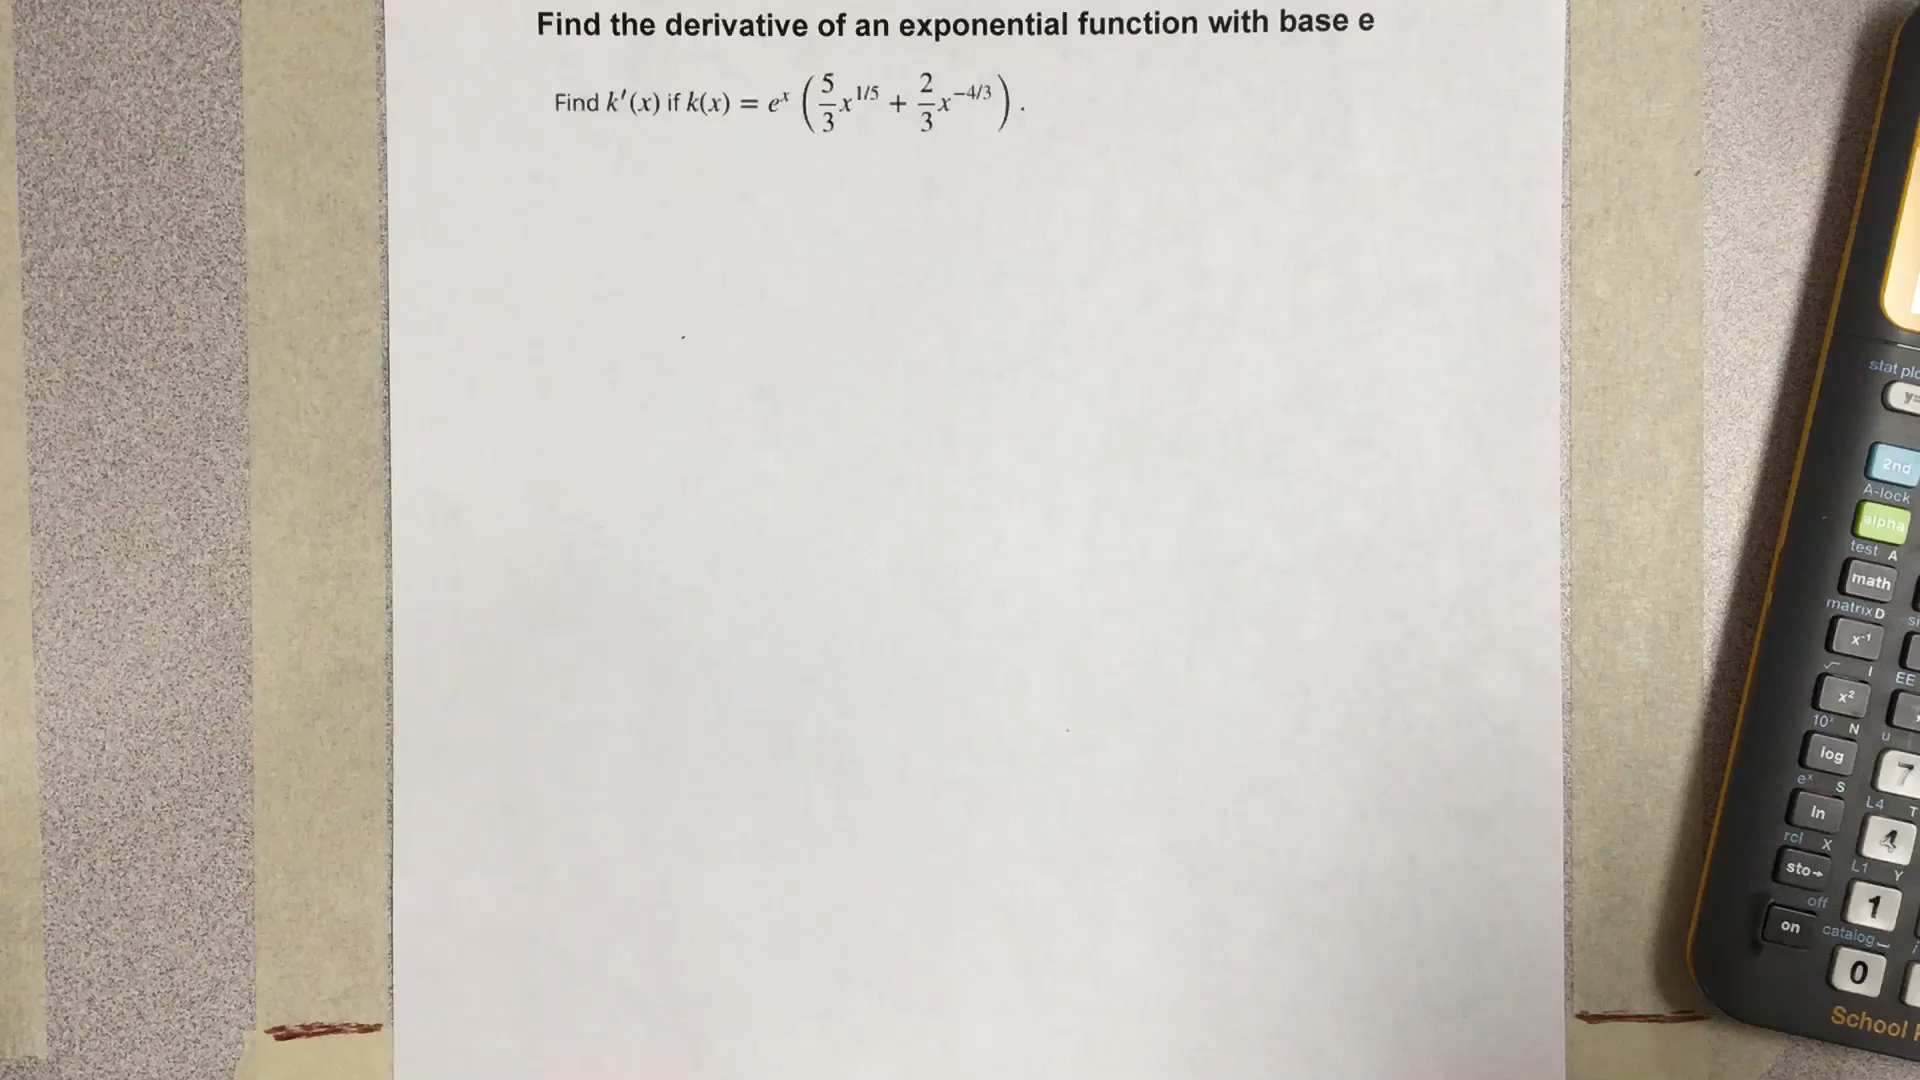 Find the derivative of an exponential function with base e
Find k′(x) if k(x) = eˣ (5/3 x^1/5 + 2/3 x^−4/3) .
stat plo
y=
2nd
A-lock
alpha
test A
math
matrix D
x⁻¹
√ I EE
x²
10ˣ N u
log 7
eˣ S L4 T
ln 4
rcl X L1 Y
sto→ 1
off
on catalog
0
School